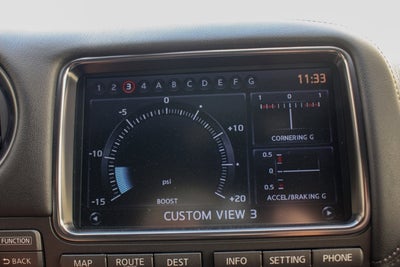 1 2 3 4 A B C D E F G 11:33
-15 -10 -5 0 +10 +20
psi
BOOST
1 0 1
CORNERING G
0.5
0
0.5
ACCEL/BRAKING G
CUSTOM VIEW 3
FUNCTION
BACK
MAP ROUTE DEST INFO SETTING PHONE